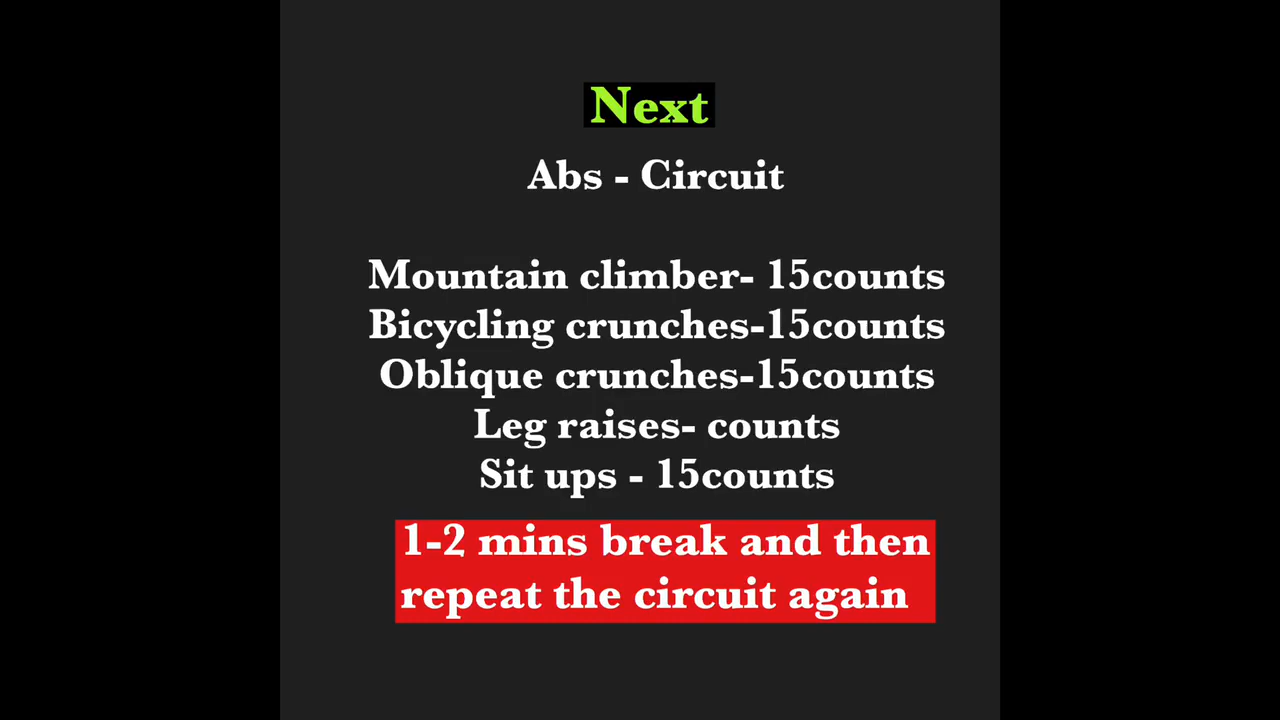 Next
Abs - Circuit
Mountain climber- 15counts
Bicycling crunches-15counts
Oblique crunches-15counts
Leg raises- counts
Sit ups - 15counts
1-2 mins break and then
repeat the circuit again